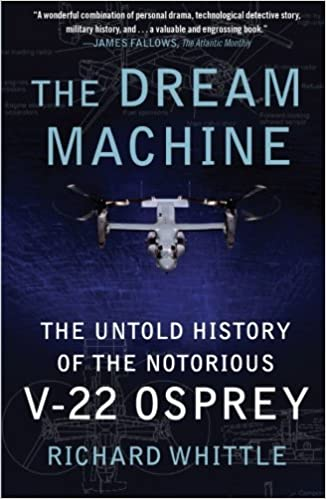 "A wonderful combination of personal drama, technological detective story,
military history, and . . . a valuable and engrossing book."
JAMES FALLOWS, The Atlantic Monthly
THE DREAM
MACHINE
THE UNTOLD HISTORY
OF THE NOTORIOUS
V-22 OSPREY
RICHARD WHITTLE